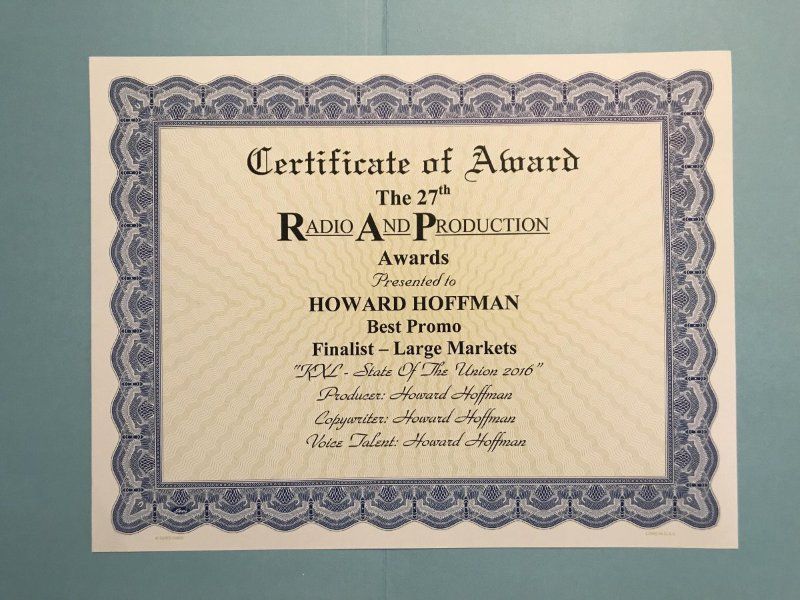 Certificate of Award
The 27th
RADIO AND PRODUCTION
Awards
Presented to
HOWARD HOFFMAN
Best Promo
Finalist – Large Markets
"KXL - State Of The Union 2016"
Producer: Howard Hoffman
Copywriter: Howard Hoffman
Voice Talent: Howard Hoffman